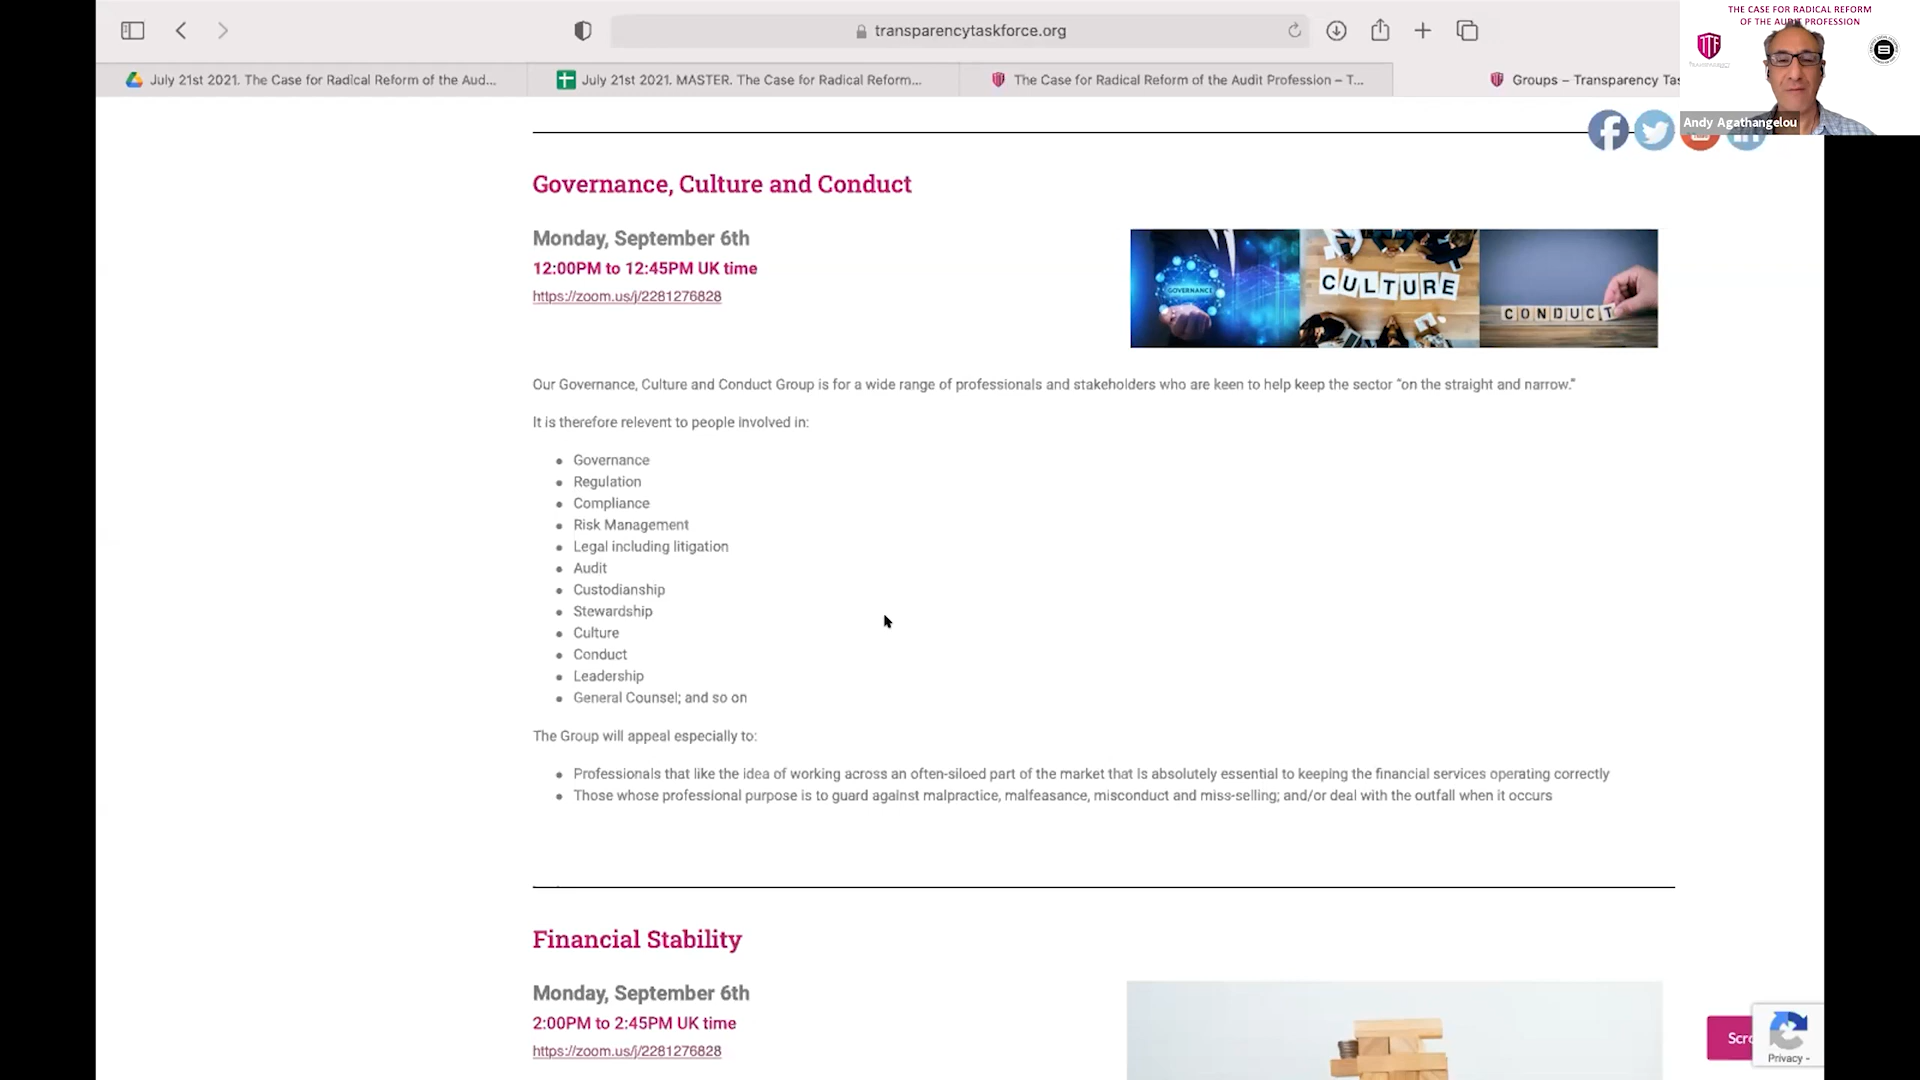 transparencytaskforce.org
THE CASE FOR RADICAL REFORM
OF THE AUDIT PROFESSION
TTF
July 21st 2021. The Case for Radical Reform of the Aud...
July 21st 2021. MASTER. The Case for Radical Reform...
The Case for Radical Reform of the Audit Profession – T...
Groups – Transparency Tas
Andy Agathangelou
Governance, Culture and Conduct
Monday, September 6th
12:00PM to 12:45PM UK time
https://zoom.us/j/2281276828
GOVERNANCE
CULTURE
CONDUCT
Our Governance, Culture and Conduct Group is for a wide range of professionals and stakeholders who are keen to help keep the sector “on the straight and narrow.”
It is therefore relevent to people involved in:
Governance
Regulation
Compliance
Risk Management
Legal including litigation
Audit
Custodianship
Stewardship
Culture
Conduct
Leadership
General Counsel; and so on
The Group will appeal especially to:
Professionals that like the idea of working across an often-siloed part of the market that is absolutely essential to keeping the financial services operating correctly
Those whose professional purpose is to guard against malpractice, malfeasance, misconduct and miss-selling; and/or deal with the outfall when it occurs
Financial Stability
Monday, September 6th
2:00PM to 2:45PM UK time
https://zoom.us/j/2281276828
Scro
Privacy -